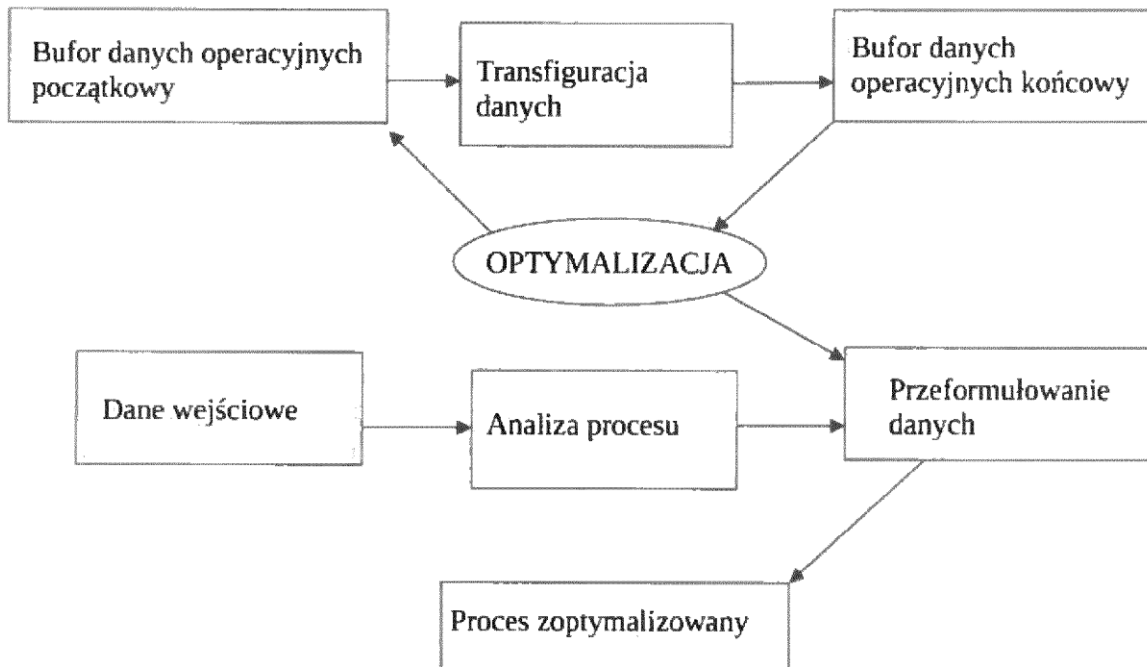 Bufor danych operacyjnych
początkowy
Transfiguracja
danych
Bufor danych
operacyjnych końcowy
OPTYMALIZACJA
Dane wejściowe
Analiza procesu
Przeformułowanie
danych
Proces zoptymalizowany